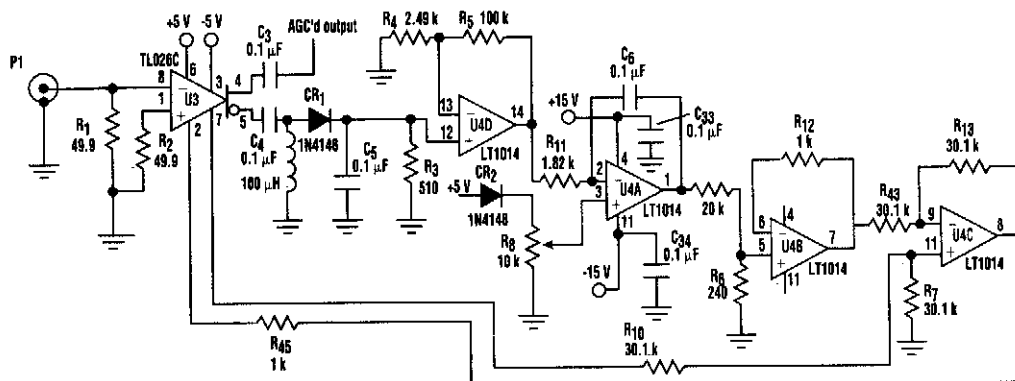 P1
+5 V
-5 V
TL026C
8
1
6
3
4
U3
7
5
2
R1
49.9
R2
49.9
C3
0.1 µF
AGC'd output
C4
0.1 µF
160 µH
CR1
1N4148
C5
0.1 µF
R3
510
R4 2.49 k
R5 100 k
13
12
U4D
14
LT1014
+5 V
CR2
1N4148
R8
10 k
R11
1.82 k
C6
0.1 µF
+15 V
C33
0.1 µF
2
3
4
U4A
1
11
LT1014
-15 V
C34
0.1 µF
20 k
R6
240
R12
1 k
6
5
4
U4B
7
11
LT1014
R43
30.1 k
R13
30.1 k
9
11
U4C
8
LT1014
R7
30.1 k
R10
30.1 k
R45
1 k